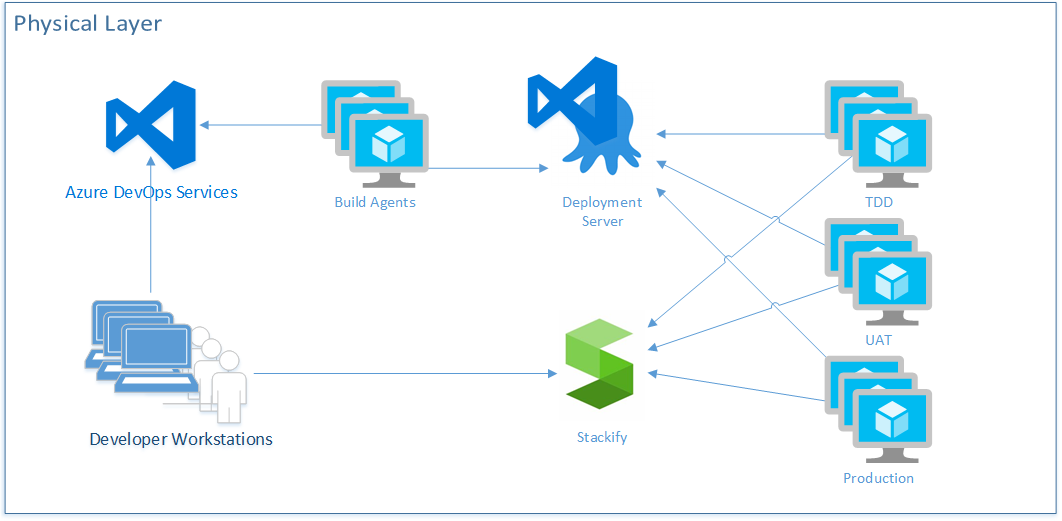 Physical Layer
Azure DevOps Services
Build Agents
Deployment
Server
TDD
UAT
Developer Workstations
Stackify
Production